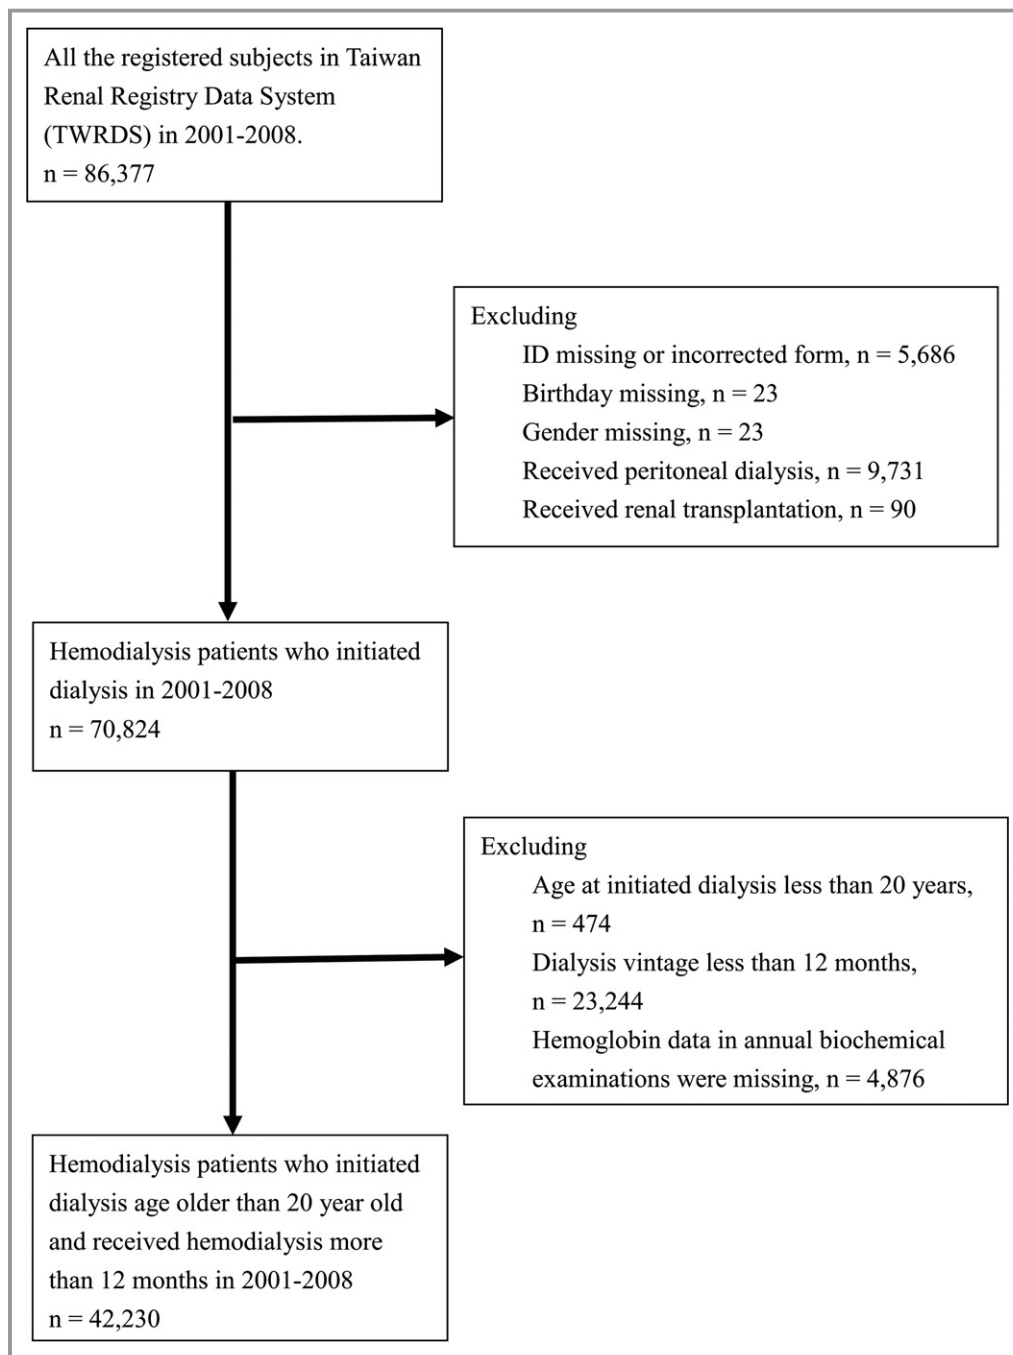 All the registered subjects in Taiwan
Renal Registry Data System
(TWRDS) in 2001-2008.
n = 86,377
Excluding
ID missing or incorrected form, n = 5,686
Birthday missing, n = 23
Gender missing, n = 23
Received peritoneal dialysis, n = 9,731
Received renal transplantation, n = 90
Hemodialysis patients who initiated
dialysis in 2001-2008
n = 70,824
Excluding
Age at initiated dialysis less than 20 years,
n = 474
Dialysis vintage less than 12 months,
n = 23,244
Hemoglobin data in annual biochemical
examinations were missing, n = 4,876
Hemodialysis patients who initiated
dialysis age older than 20 year old
and received hemodialysis more
than 12 months in 2001-2008
n = 42,230